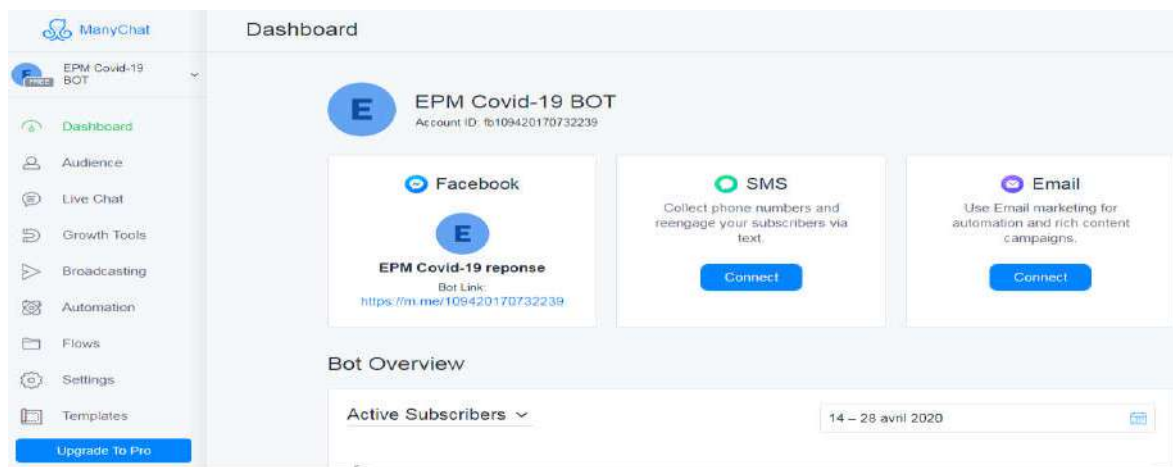 ManyChat
Dashboard
EPM Covid-19
BOT
FREE
Dashboard
Audience
Live Chat
Growth Tools
Broadcasting
Automation
Flows
Settings
Templates
Upgrade To Pro
E
EPM Covid-19 BOT
Account ID: fb109420170732239
Facebook
E
EPM Covid-19 reponse
Bot Link:
https://m.me/109420170732239
SMS
Collect phone numbers and
reengage your subscribers via
text.
Connect
Email
Use Email marketing for
automation and rich content
campaigns.
Connect
Bot Overview
Active Subscribers
14 – 28 avril 2020